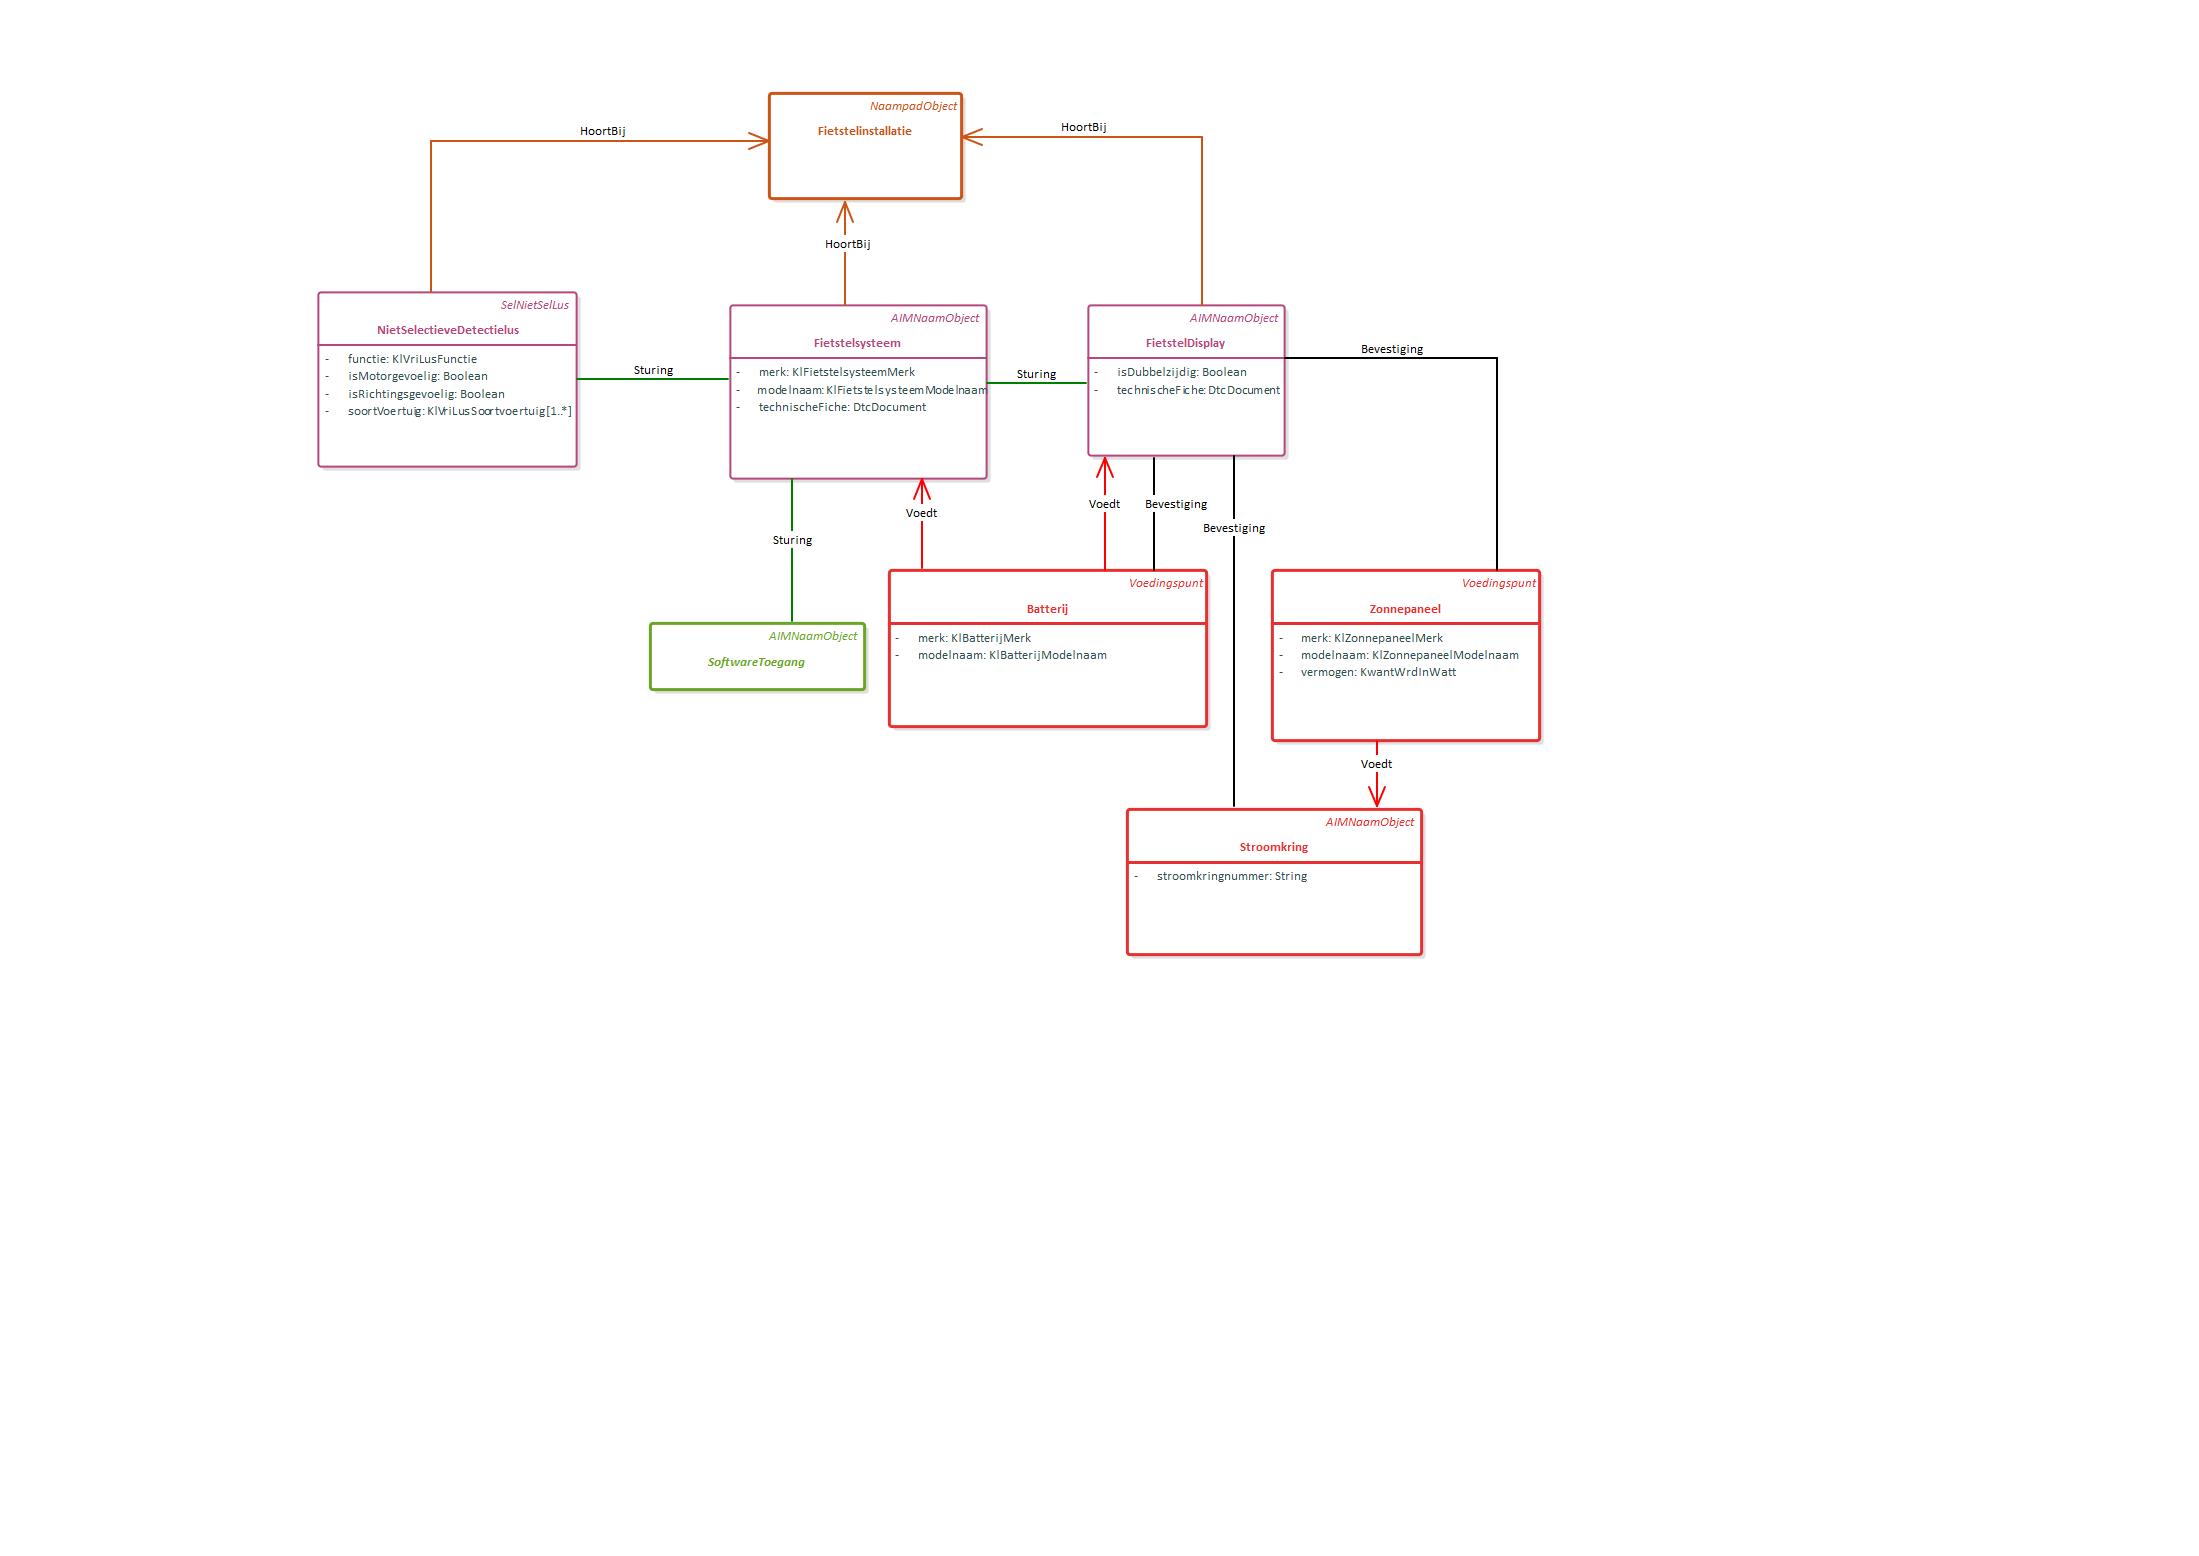 NaampadObject
Fietstelinstallatie
HoortBij
HoortBij
HoortBij
SelNietSelLus
NietSelectieveDetectielus
- functie: KlVriLusFunctie
- isMotorgevoelig: Boolean
- isRichtingsgevoelig: Boolean
- soortVoertuig: KlVriLusSoortvoertuig[1..*]
Sturing
AIMNaamObject
Fietstelsysteem
- merk: KlFietstelsysteemMerk
- modelnaam: KlFietstelsysteemModelnaam
- technischeFiche: DtcDocument
Sturing
AIMNaamObject
FietstelDisplay
- isDubbelzijdig: Boolean
- technischeFiche: DtcDocument
Bevestiging
Voedt
Voedt
Bevestiging
Bevestiging
Sturing
AIMNaamObject
SoftwareToegang
Voedingspunt
Batterij
- merk: KlBatterijMerk
- modelnaam: KlBatterijModelnaam
Voedingspunt
Zonnepaneel
- merk: KlZonnepaneelMerk
- modelnaam: KlZonnepaneelModelnaam
- vermogen: KwantWrdInWatt
Voedt
AIMNaamObject
Stroomkring
- stroomkringnummer: String